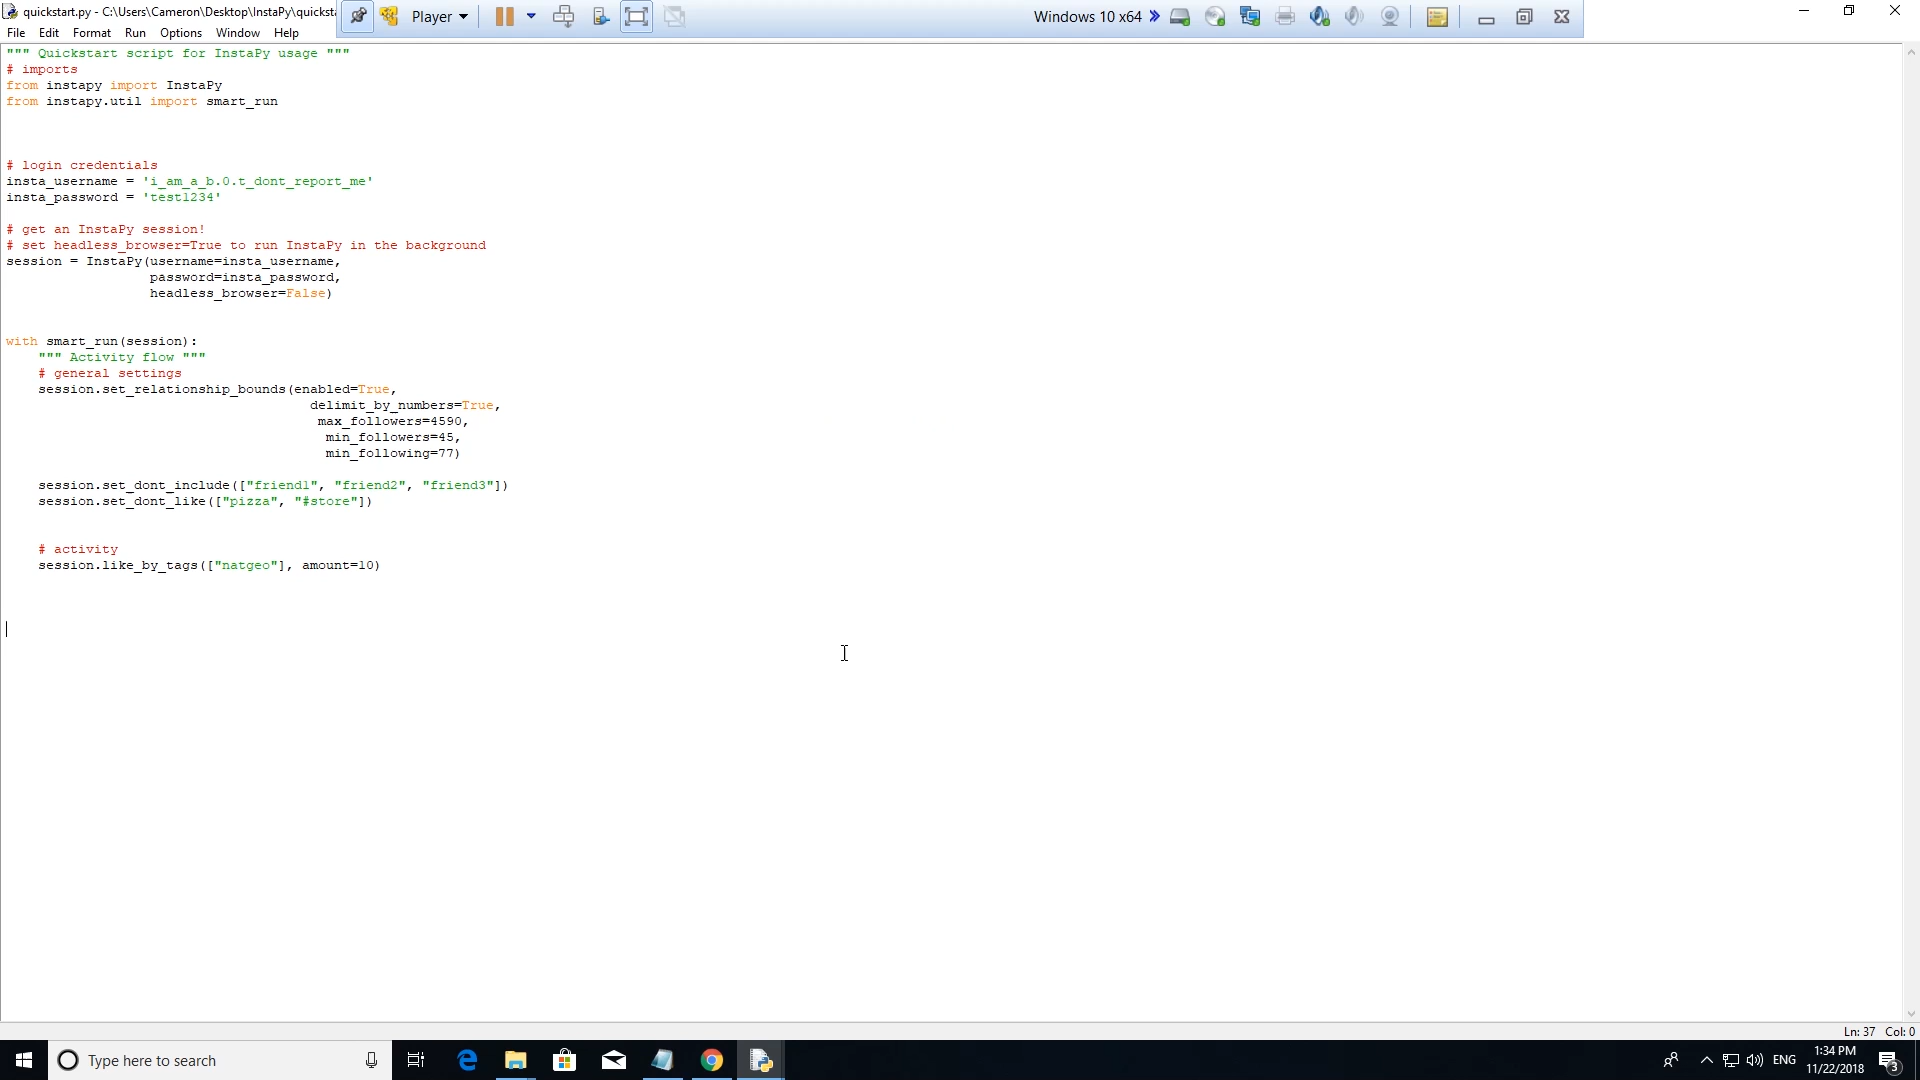 quickstart.py - C:\Users\Cameron\Desktop\InstaPy\quicksta
Player
Windows 10 x64
File Edit Format Run Options Window Help
""" Quickstart script for InstaPy usage """
# imports
from instapy import InstaPy
from instapy.util import smart_run
# login credentials
insta_username = 'i_am_a_b.0.t_dont_report_me'
insta_password = 'test1234'
# get an InstaPy session!
# set headless_browser=True to run InstaPy in the background
session = InstaPy(username=insta_username,
password=insta_password,
headless_browser=False)
with smart_run(session):
""" Activity flow """
# general settings
session.set_relationship_bounds(enabled=True,
delimit_by_numbers=True,
max_followers=4590,
min_followers=45,
min_following=77)
session.set_dont_include(["friend1", "friend2", "friend3"])
session.set_dont_like(["pizza", "#store"])
# activity
session.like_by_tags(["natgeo"], amount=10)
Ln: 37 Col: 0
Type here to search
ENG
1:34 PM
11/22/2018
3